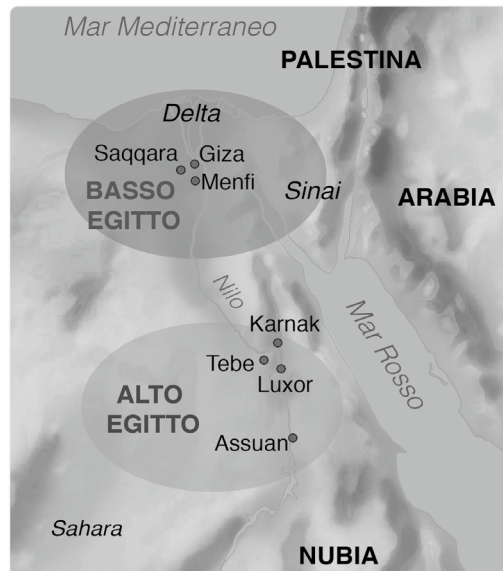 Mar Mediterraneo
PALESTINA
Delta
Saqqara Giza
Menfi
BASSO
EGITTO
Sinai
ARABIA
Nilo
Mar Rosso
Karnak
Tebe
Luxor
ALTO
EGITTO
Assuan
Sahara
NUBIA